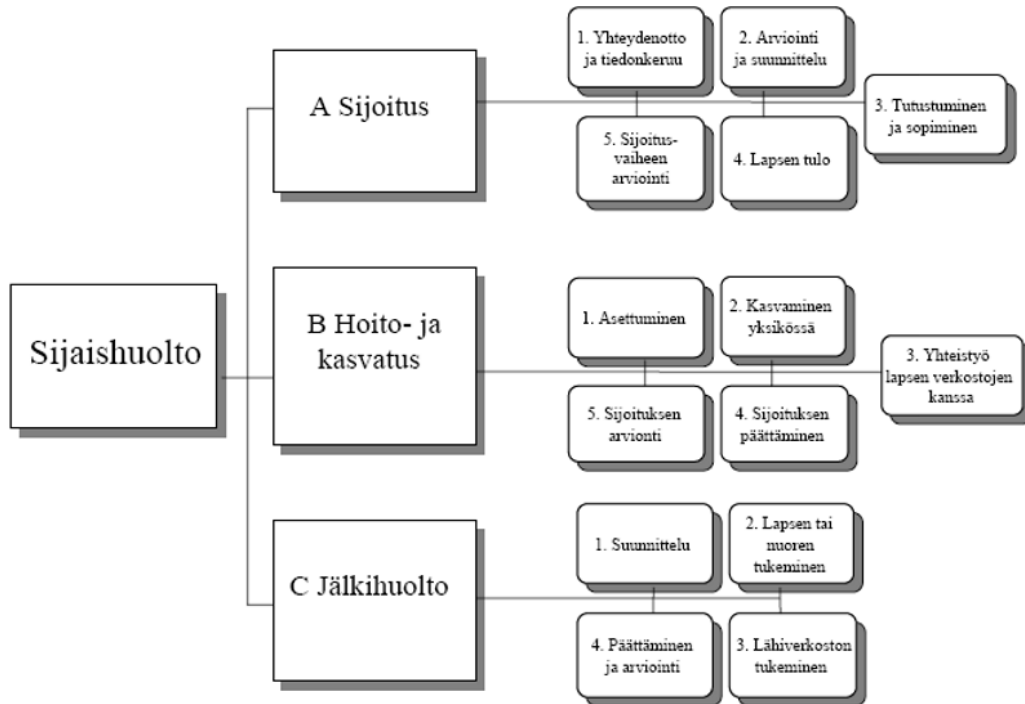 Sijaishuolto
A Sijoitus
1. Yhteydenotto
ja tiedonkeruu
2. Arviointi
ja suunnittelu
3. Tutustuminen
ja sopiminen
4. Lapsen tulo
5. Sijoitus-
vaiheen
arviointi
B Hoito- ja
kasvatus
1. Asettuminen
2. Kasvaminen
yksikössä
3. Yhteistyö
lapsen verkostojen
kanssa
4. Sijoituksen
päättäminen
5. Sijoituksen
arvionti
C Jälkihuolto
1. Suunnittelu
2. Lapsen tai
nuoren
tukeminen
3. Lähiverkoston
tukeminen
4. Päättäminen
ja arviointi